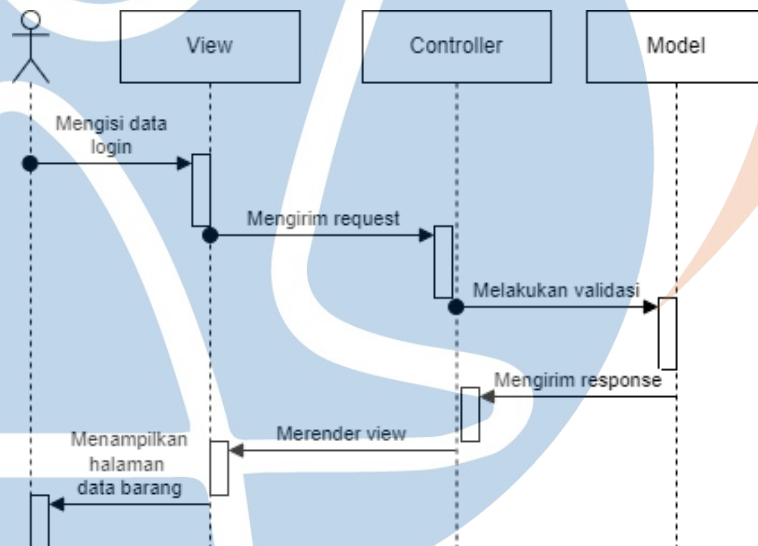 View
Controller
Model
Mengisi data
login
Mengirim request
Melakukan validasi
Mengirim response
Merender view
Menampilkan
halaman
data barang